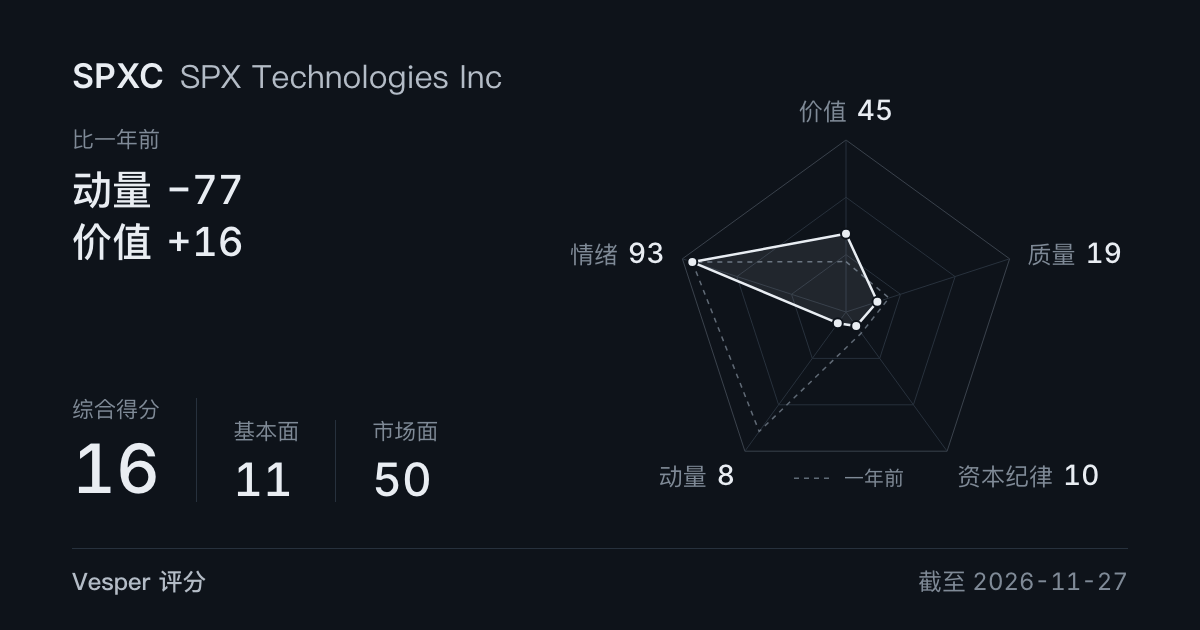 SPXC SPX Technologies Inc
比一年前
动量 −77
价值 +16
综合得分
16
基本面
11
市场面
50
价值 45
质量 19
资本纪律 10
动量 8
情绪 93
一年前
Vesper 评分
截至 2026-11-27